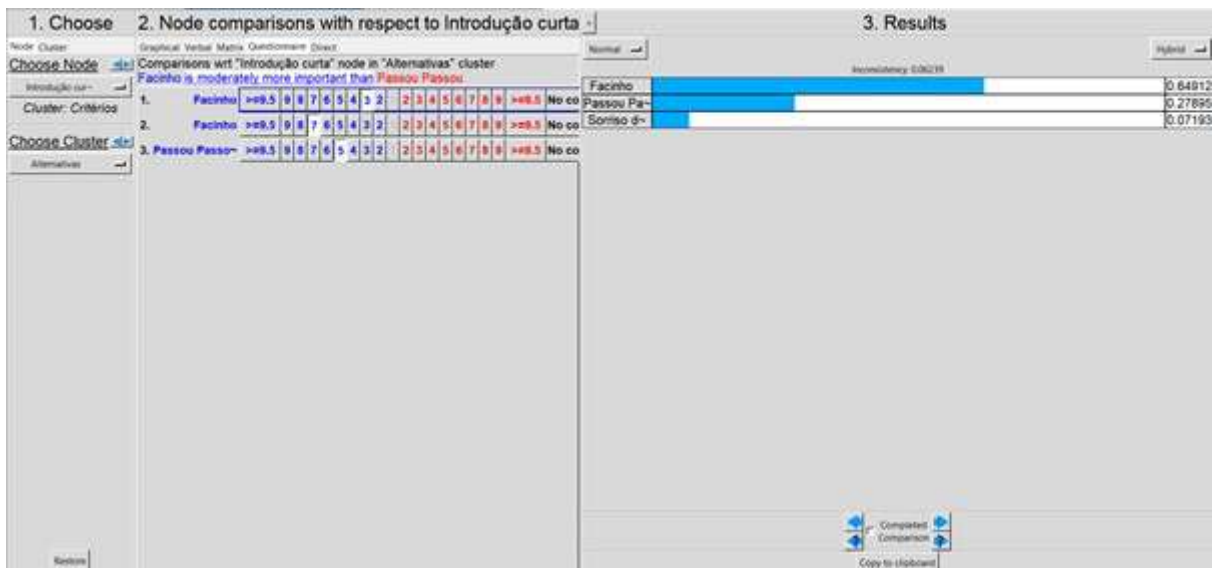 1. Choose
Node Cluster
Choose Node
Introdução cur~
Cluster: Critérios
Choose Cluster
Alternativas
Restore
2. Node comparisons with respect to Introdução curta
Graphical Verbal Matrix Questionnaire Direct
Comparisons wrt "Introdução curta" node in "Alternativas" cluster
Facinho is moderately more important than Passou Passou
1. Facinho >=9.5 9 8 7 6 5 4 3 2 2 3 4 5 6 7 8 9 >=9.5 No co
2. Facinho >=9.5 9 8 7 6 5 4 3 2 2 3 4 5 6 7 8 9 >=9.5 No co
3. Passou Passo~ >=9.5 9 8 7 6 5 4 3 2 2 3 4 5 6 7 8 9 >=9.5 No co
3. Results
Normal Hybrid
Inconsistency: 0.06239
Facinho 0.64912
Passou Pa~ 0.27895
Sorriso d~ 0.07193
Completed
Comparison
Copy to clipboard